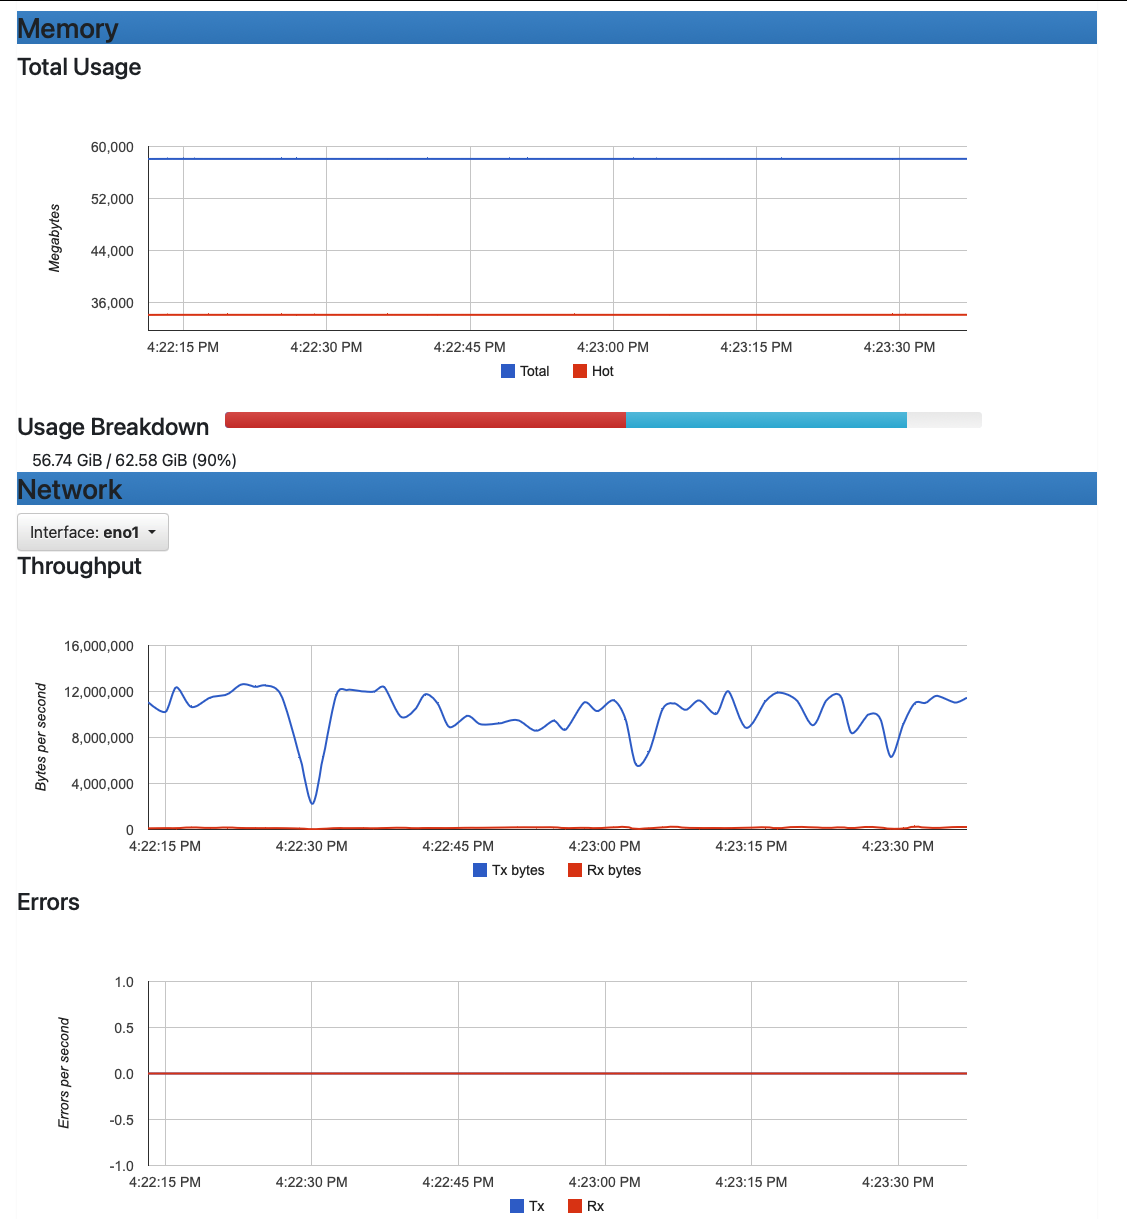 Memory
Total Usage
60,000
52,000
44,000
36,000
Megabytes
4:22:15 PM 4:22:30 PM 4:22:45 PM 4:23:00 PM 4:23:15 PM 4:23:30 PM
Total Hot
Usage Breakdown
56.74 GiB / 62.58 GiB (90%)
Network
Interface: eno1
Throughput
16,000,000
12,000,000
8,000,000
4,000,000
0
Bytes per second
4:22:15 PM 4:22:30 PM 4:22:45 PM 4:23:00 PM 4:23:15 PM 4:23:30 PM
Tx bytes Rx bytes
Errors
1.0
0.5
0.0
-0.5
-1.0
Errors per second
4:22:15 PM 4:22:30 PM 4:22:45 PM 4:23:00 PM 4:23:15 PM 4:23:30 PM
Tx Rx